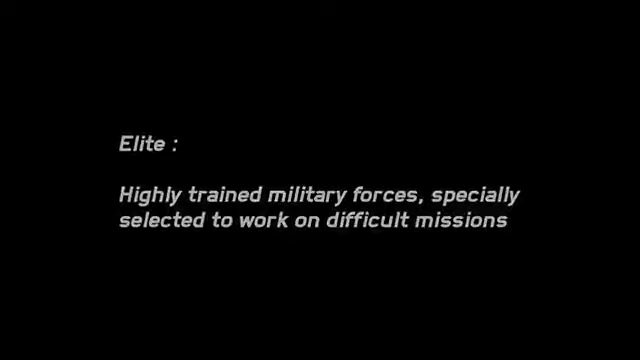 Elite :
Highly trained military forces, specially
selected to work on difficult missions